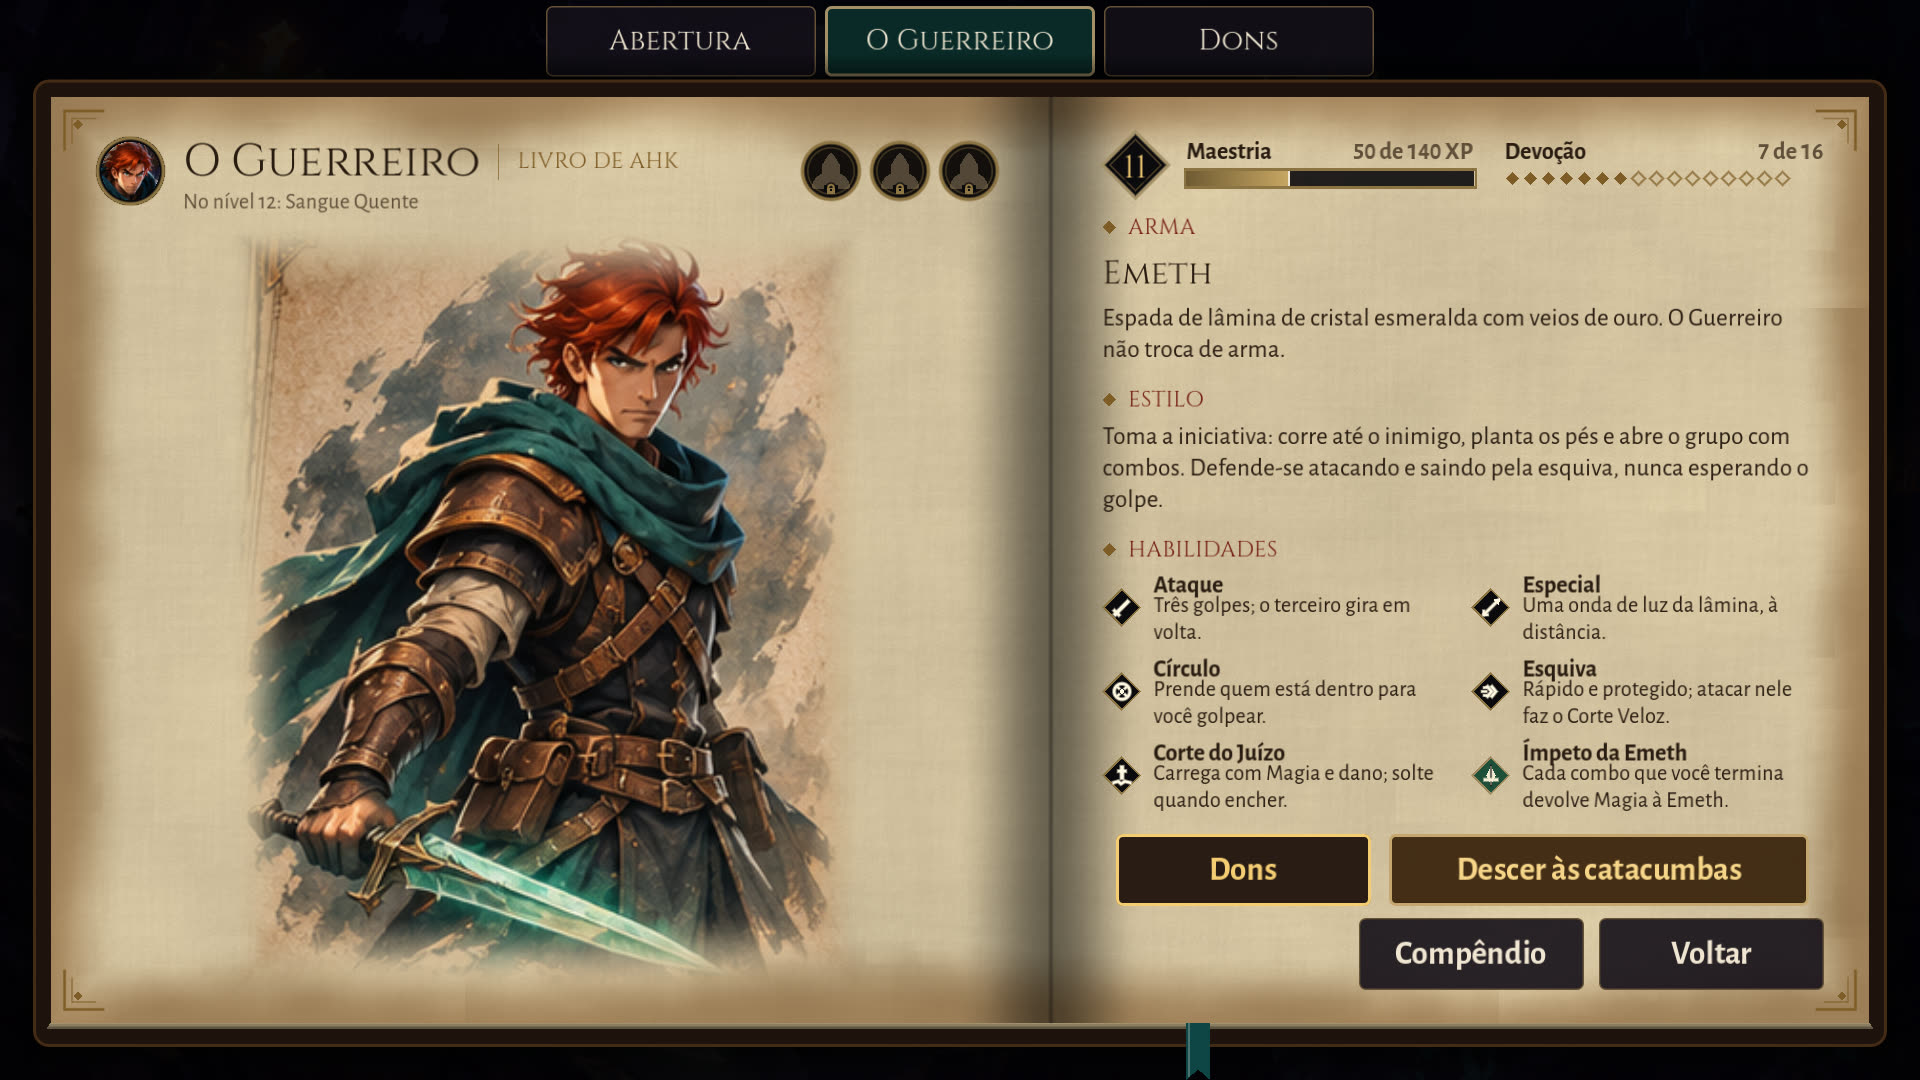 Abertura
O Guerreiro
Dons
O Guerreiro
LIVRO DE AHK
No nível 12: Sangue Quente
11
Maestria
50 de 140 XP
Devoção
7 de 16
ARMA
Emeth
Espada de lâmina de cristal esmeralda com veios de ouro. O Guerreiro
não troca de arma.
ESTILO
Toma a iniciativa: corre até o inimigo, planta os pés e abre o grupo com
combos. Defende-se atacando e saindo pela esquiva, nunca esperando o
golpe.
HABILIDADES
Ataque
Três golpes; o terceiro gira em
volta.
Especial
Uma onda de luz da lâmina, à
distância.
Círculo
Prende quem está dentro para
você golpear.
Esquiva
Rápido e protegido; atacar nele
faz o Corte Veloz.
Corte do Juízo
Carrega com Magia e dano; solte
quando encher.
Ímpeto da Emeth
Cada combo que você termina
devolve Magia à Emeth.
Dons
Descer às catacumbas
Compêndio
Voltar